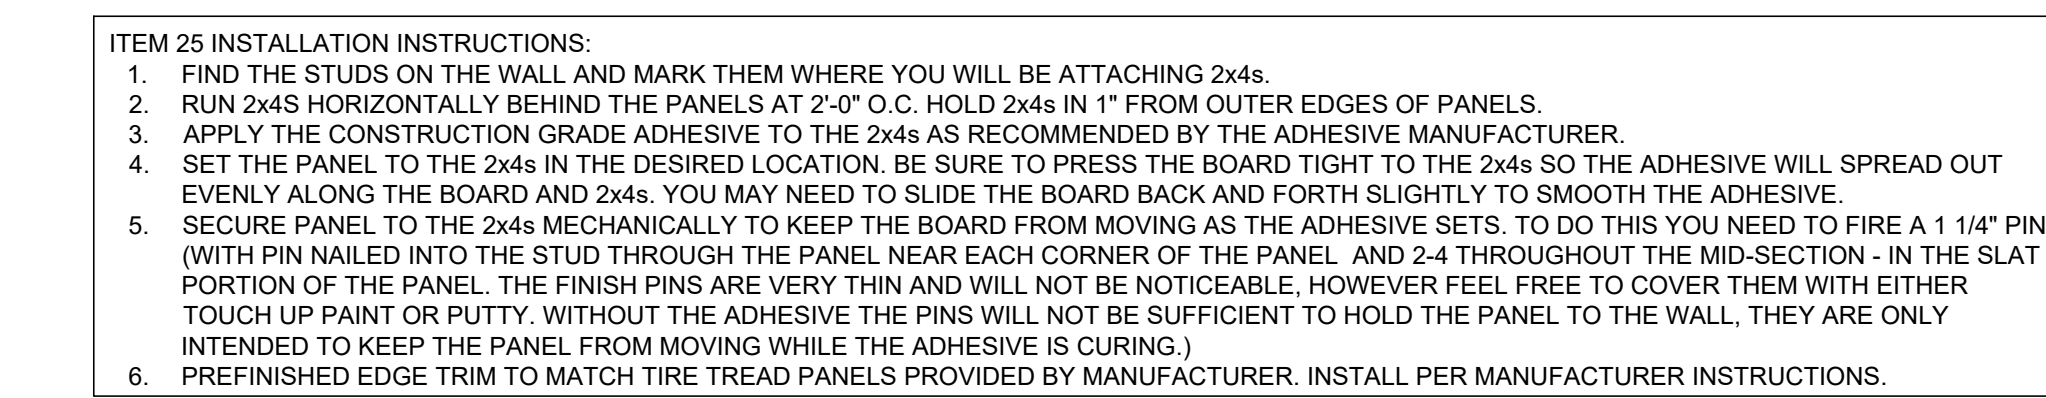 ITEM 25 INSTALLATION INSTRUCTIONS:
1. FIND THE STUDS ON THE WALL AND MARK THEM WHERE YOU WILL BE ATTACHING 2x4s.
2. RUN 2x4S HORIZONTALLY BEHIND THE PANELS AT 2'-0" O.C. HOLD 2x4s IN 1" FROM OUTER EDGES OF PANELS.
3. APPLY THE CONSTRUCTION GRADE ADHESIVE TO THE 2x4s AS RECOMMENDED BY THE ADHESIVE MANUFACTURER.
4. SET THE PANEL TO THE 2x4s IN THE DESIRED LOCATION. BE SURE TO PRESS THE BOARD TIGHT TO THE 2x4s SO THE ADHESIVE WILL SPREAD OUT
EVENLY ALONG THE BOARD AND 2x4s. YOU MAY NEED TO SLIDE THE BOARD BACK AND FORTH SLIGHTLY TO SMOOTH THE ADHESIVE.
5. SECURE PANEL TO THE 2x4s MECHANICALLY TO KEEP THE BOARD FROM MOVING AS THE ADHESIVE SETS. TO DO THIS YOU NEED TO FIRE A 1 1/4" PIN
(WITH PIN NAILED INTO THE STUD THROUGH THE PANEL NEAR EACH CORNER OF THE PANEL AND 2-4 THROUGHOUT THE MID-SECTION - IN THE SLAT
PORTION OF THE PANEL. THE FINISH PINS ARE VERY THIN AND WILL NOT BE NOTICEABLE, HOWEVER FEEL FREE TO COVER THEM WITH EITHER
TOUCH UP PAINT OR PUTTY. WITHOUT THE ADHESIVE THE PINS WILL NOT BE SUFFICIENT TO HOLD THE PANEL TO THE WALL, THEY ARE ONLY
INTENDED TO KEEP THE PANEL FROM MOVING WHILE THE ADHESIVE IS CURING.)
6. PREFINISHED EDGE TRIM TO MATCH TIRE TREAD PANELS PROVIDED BY MANUFACTURER. INSTALL PER MANUFACTURER INSTRUCTIONS.